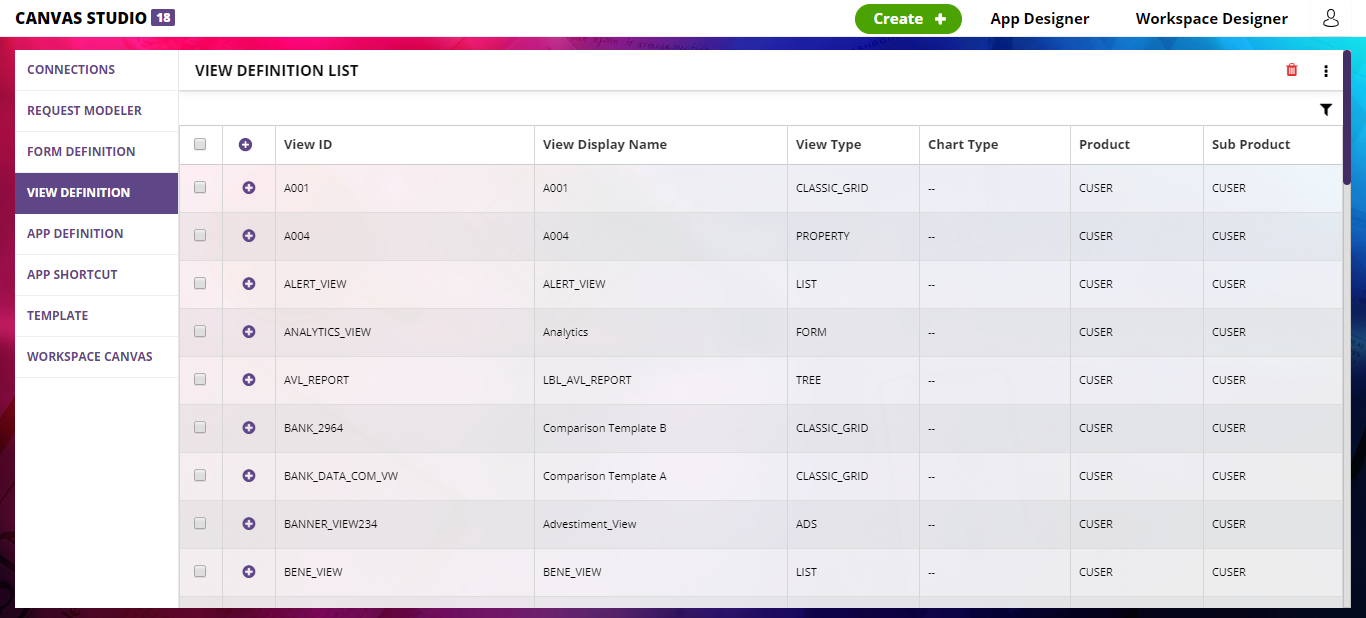 CANVAS STUDIO 18 Create + App Designer Workspace Designer
CONNECTIONS
REQUEST MODELER
FORM DEFINITION
VIEW DEFINITION
APP DEFINITION
APP SHORTCUT
TEMPLATE
WORKSPACE CANVAS
VIEW DEFINITION LIST
View ID View Display Name View Type Chart Type Product Sub Product
A001 A001 CLASSIC_GRID -- CUSER CUSER
A004 A004 PROPERTY -- CUSER CUSER
ALERT_VIEW ALERT_VIEW LIST -- CUSER CUSER
ANALYTICS_VIEW Analytics FORM -- CUSER CUSER
AVL_REPORT LBL_AVL_REPORT TREE -- CUSER CUSER
BANK_2964 Comparison Template B CLASSIC_GRID -- CUSER CUSER
BANK_DATA_COM_VW Comparison Template A CLASSIC_GRID -- CUSER CUSER
BANNER_VIEW234 Advestiment_View ADS -- CUSER CUSER
BENE_VIEW BENE_VIEW LIST -- CUSER CUSER